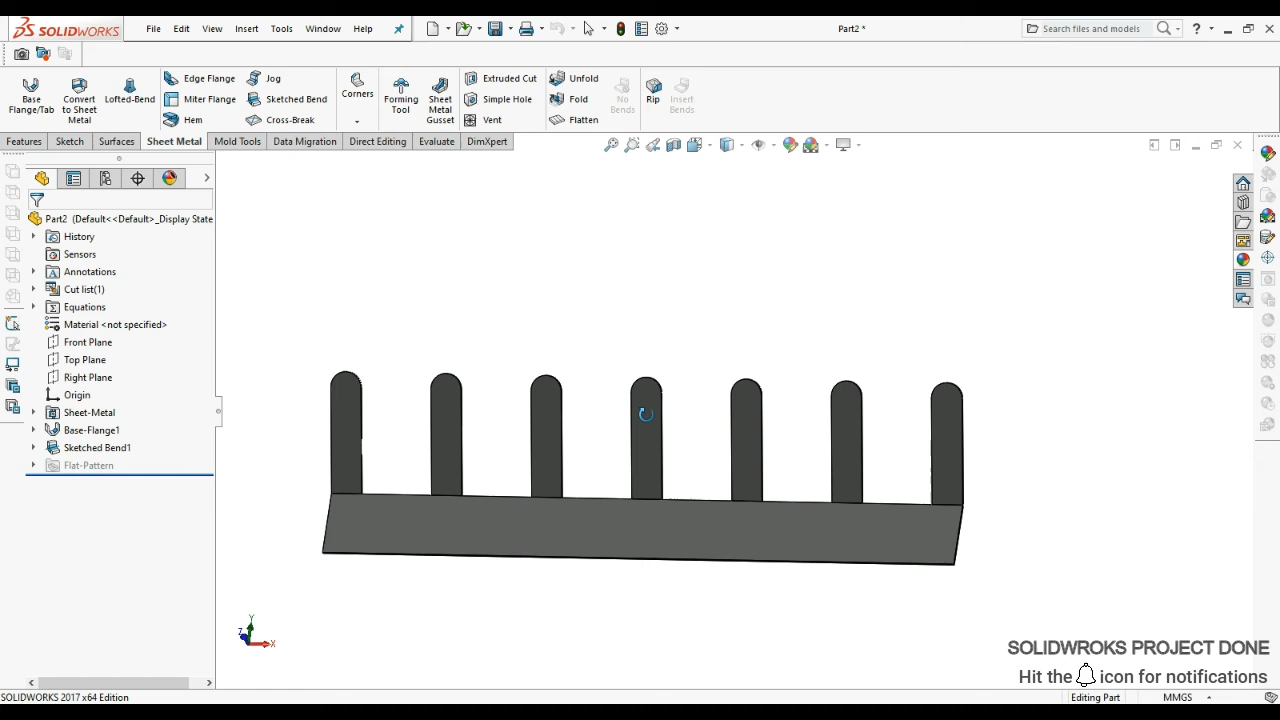 SOLIDWORKS File Edit View Insert Tools Window Help Part2 * Search files and models
Base Flange/Tab Convert to Sheet Metal Lofted-Bend Edge Flange Miter Flange Hem Jog Sketched Bend Cross-Break Corners Forming Tool Sheet Metal Gusset Extruded Cut Simple Hole Vent Unfold Fold Flatten No Bends Rip Insert Bends
Features Sketch Surfaces Sheet Metal Mold Tools Data Migration Direct Editing Evaluate DimXpert
Part2 (Default<<Default>_Display State
History
Sensors
Annotations
Cut list(1)
Equations
Material <not specified>
Front Plane
Top Plane
Right Plane
Origin
Sheet-Metal
Base-Flange1
Sketched Bend1
Flat-Pattern
Y
Z X
SOLIDWROKS PROJECT DONE
Hit the icon for notifications
SOLIDWORKS 2017 x64 Edition Editing Part MMGS